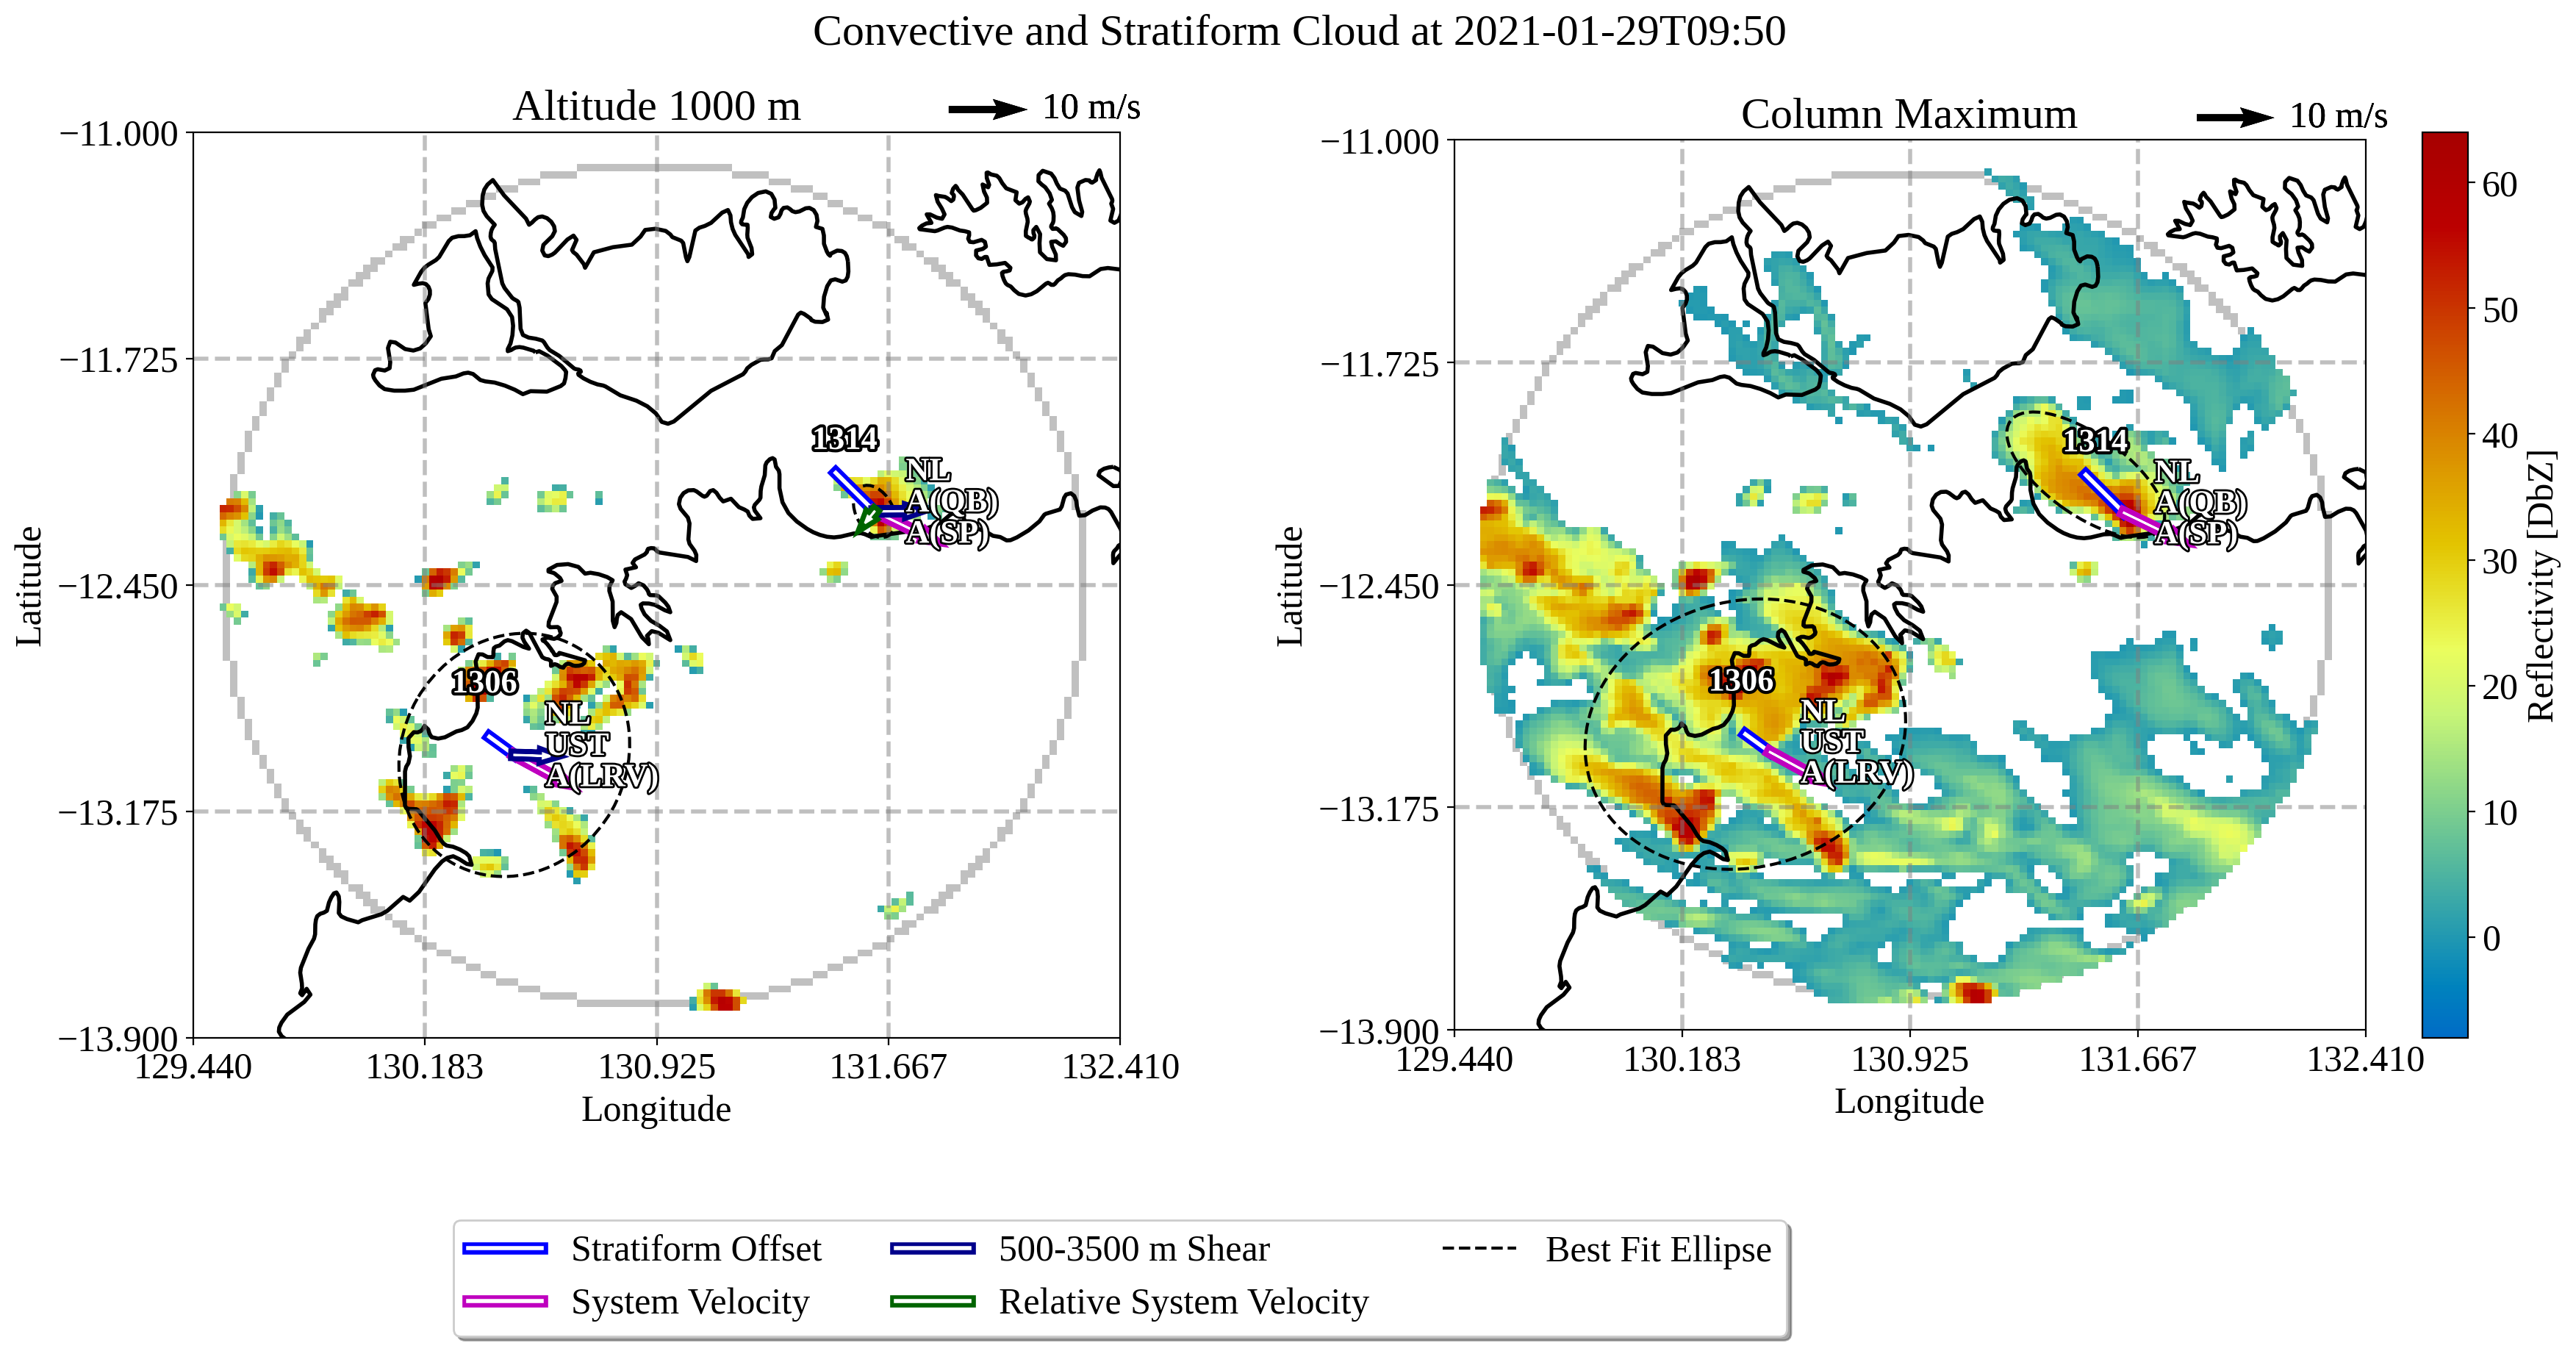 Convective and Stratiform Cloud at 2021-01-29T09:50
Altitude 1000 m
10 m/s
−11.000
−11.725
−12.450
−13.175
−13.900
Latitude
129.440
130.183
130.925
131.667
132.410
Longitude
1314
NL
A(QB)
A(SP)
1306
NL
UST
A(LRV)
Column Maximum
10 m/s
−11.000
−11.725
−12.450
−13.175
−13.900
Latitude
129.440
130.183
130.925
131.667
132.410
Longitude
1314
NL
A(QB)
A(SP)
1306
NL
UST
A(LRV)
60
50
40
30
20
10
0
Reflectivity [DbZ]
Stratiform Offset
System Velocity
500-3500 m Shear
Relative System Velocity
Best Fit Ellipse